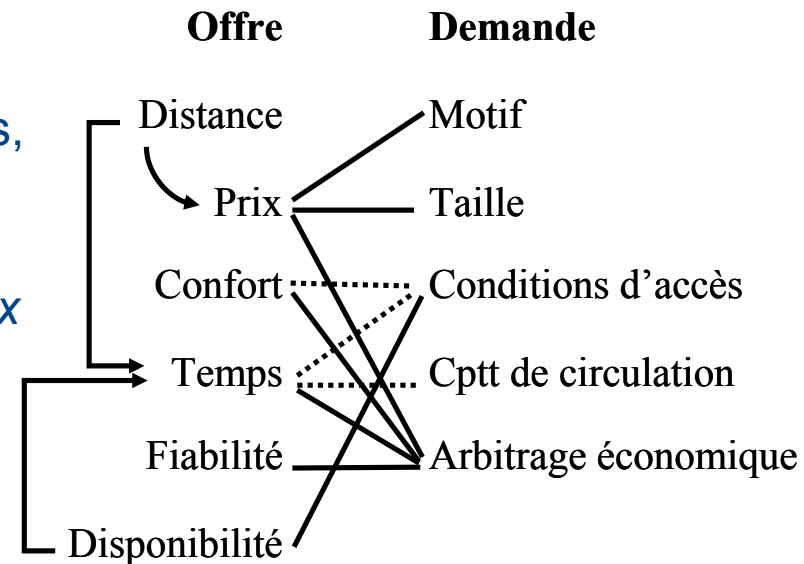 Offre Demande
s,
Distance Motif
Prix Taille
Confort Conditions d'accès
x
Temps Cptt de circulation
Fiabilité Arbitrage économique
Disponibilité